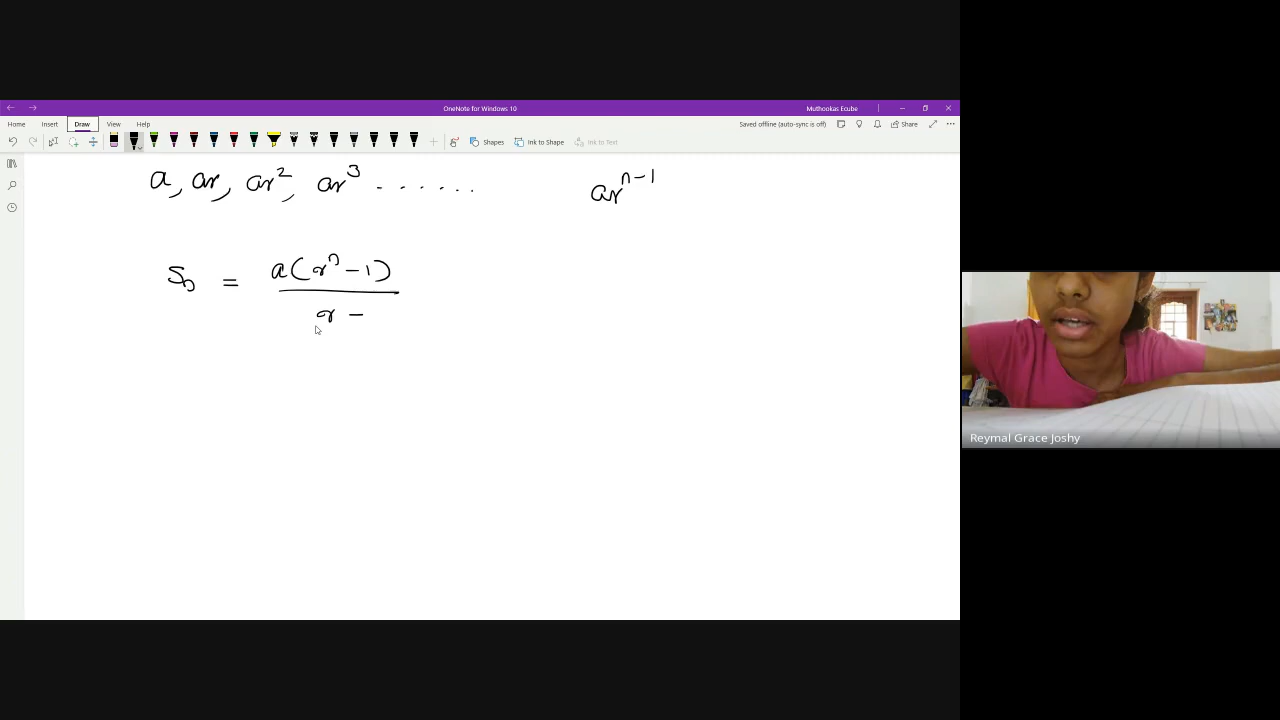 OneNote for Windows 10
Muthookas Ecube
Home Insert Draw View Help
Saved offline (auto-sync is off) Share
Shapes Ink to Shape Ink to Text
a, ar, ar², ar³ ....... arⁿ⁻¹
Sₙ = a(rⁿ - 1)
r -
Reymal Grace Joshy